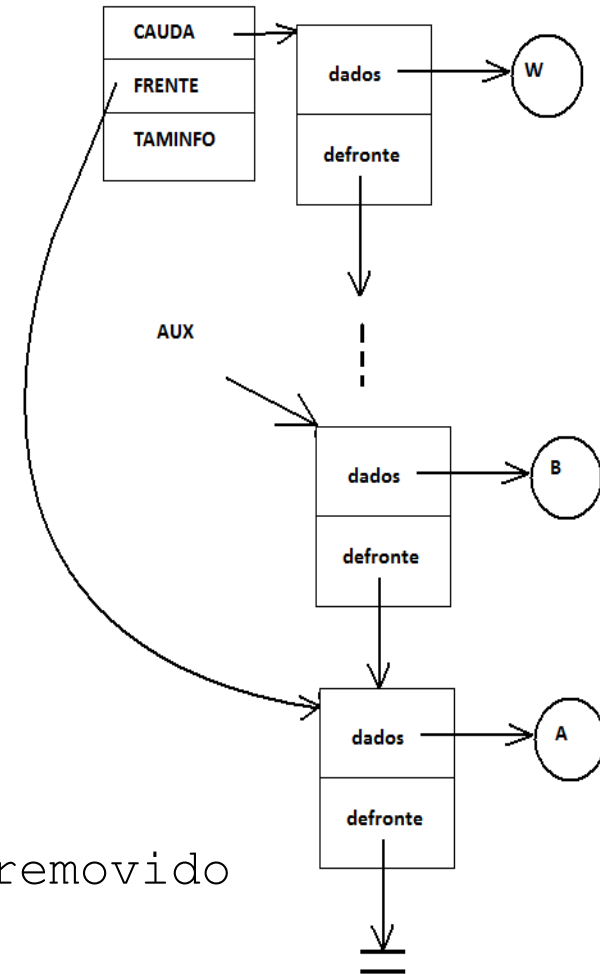 CAUDA
FRENTE
TAMINFO
dados
W
defronte
AUX
dados
B
defronte
dados
A
defronte
removido